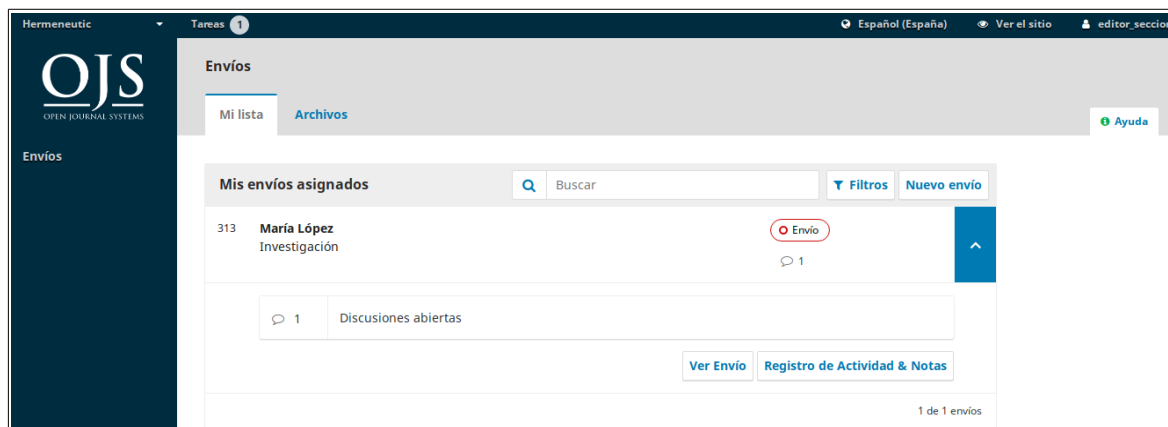 Hermeneutic Tareas 1 Español (España) Ver el sitio editor_seccion
OJS
OPEN JOURNAL SYSTEMS
Envíos
Envíos
Mi lista Archivos
Ayuda
Mis envíos asignados Buscar Filtros Nuevo envío
313 María López Envío
Investigación
1
1 Discusiones abiertas
Ver Envío Registro de Actividad & Notas
1 de 1 envíos